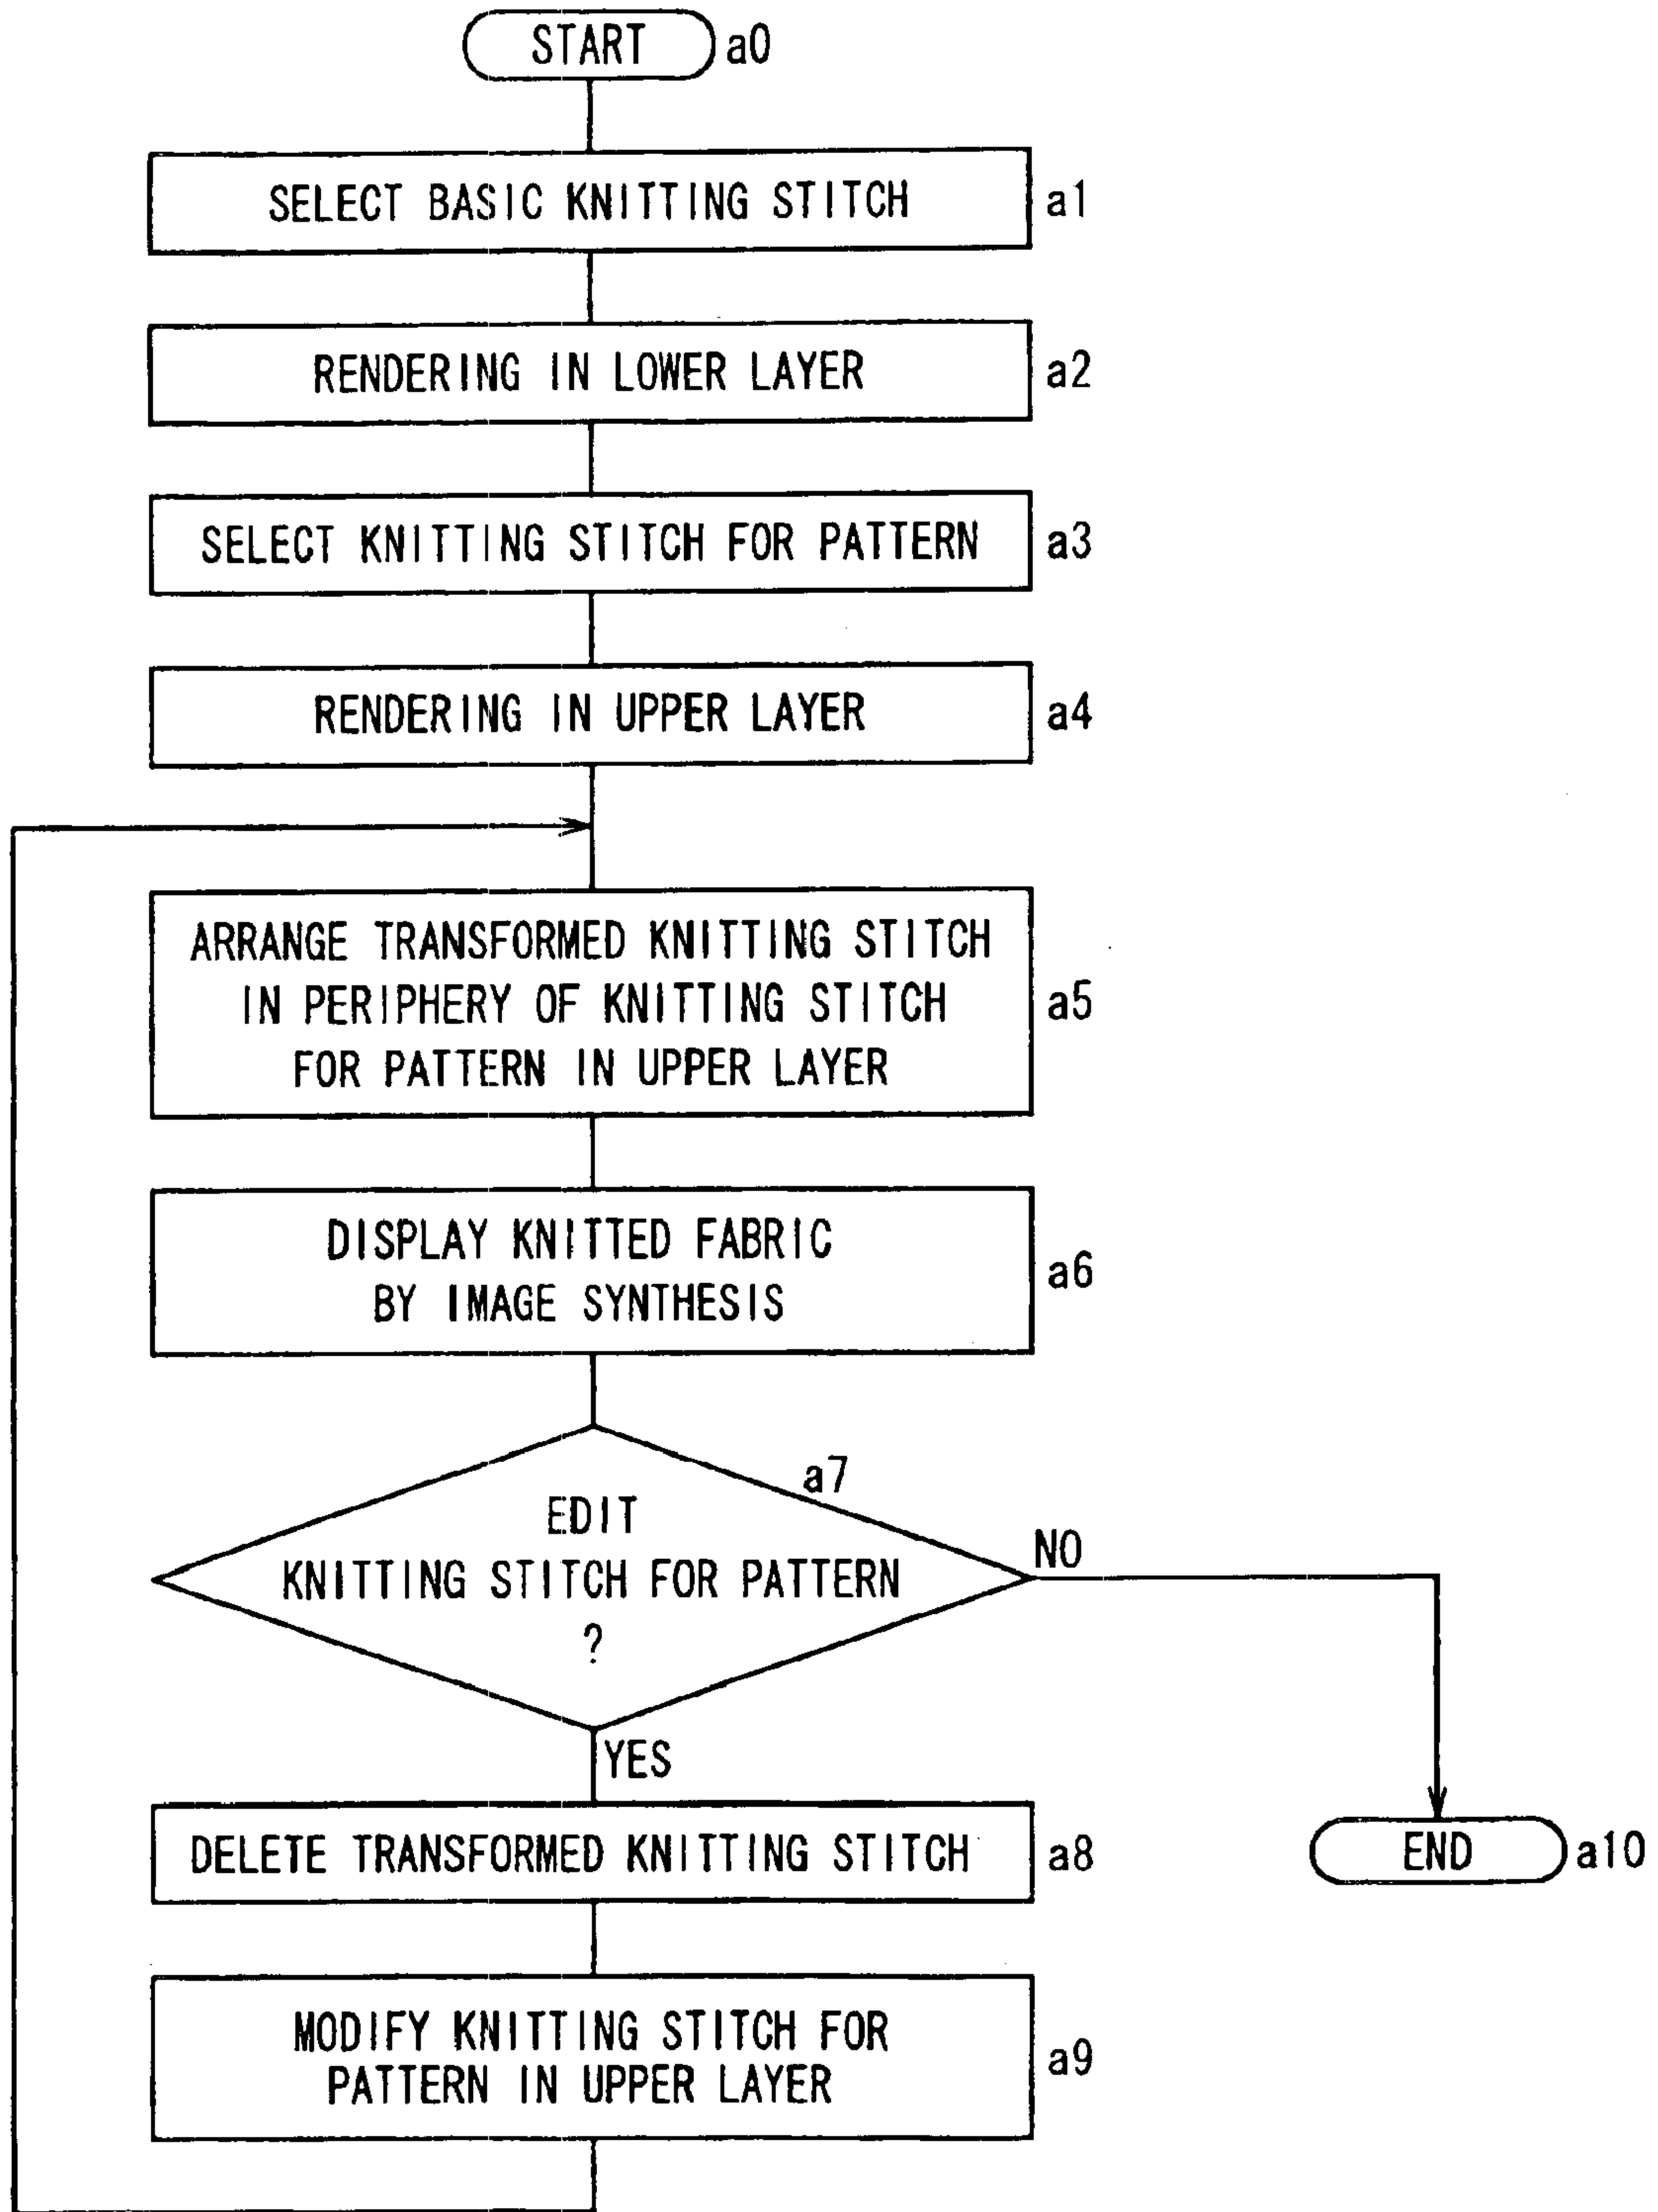 START a0
SELECT BASIC KNITTING STITCH a1
RENDERING IN LOWER LAYER a2
SELECT KNITTING STITCH FOR PATTERN a3
RENDERING IN UPPER LAYER a4
ARRANGE TRANSFORMED KNITTING STITCH
IN PERIPHERY OF KNITTING STITCH a5
FOR PATTERN IN UPPER LAYER
DISPLAY KNITTED FABRIC
a6
BY IMAGE SYNTHESIS
a7
EDIT
NO
KNITTING STITCH FOR PATTERN
?
YES
DELETE TRANSFORMED KNITTING STITCH a8
END a10
MODIFY KNITTING STITCH FOR
a9
PATTERN IN UPPER LAYER